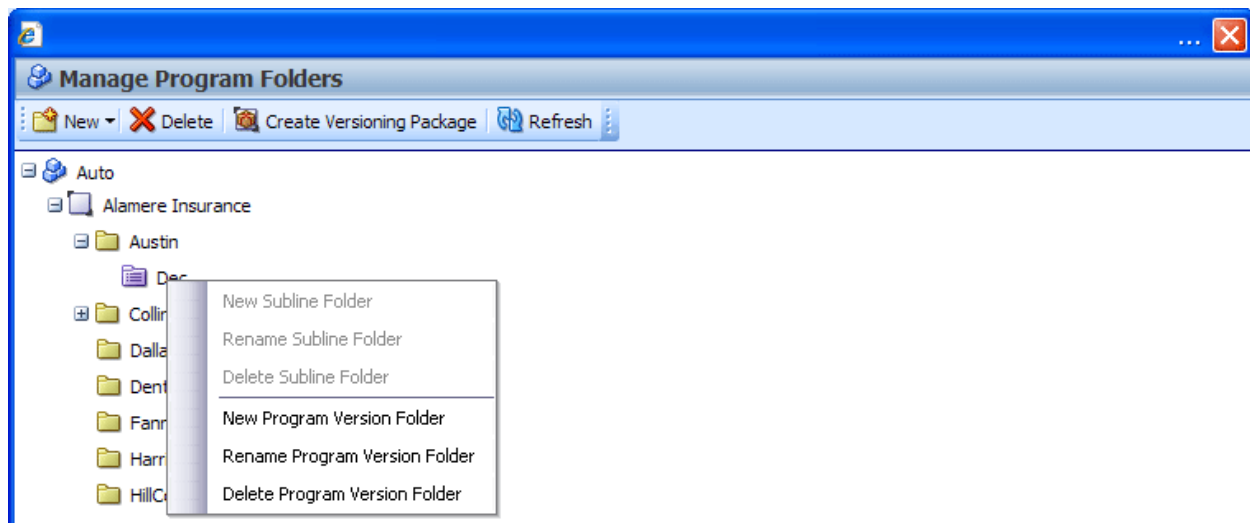 ...
Manage Program Folders
New Delete Create Versioning Package Refresh
Auto
Alamere Insurance
Austin
Dec
New Subline Folder
Rename Subline Folder
Delete Subline Folder
New Program Version Folder
Rename Program Version Folder
Delete Program Version Folder